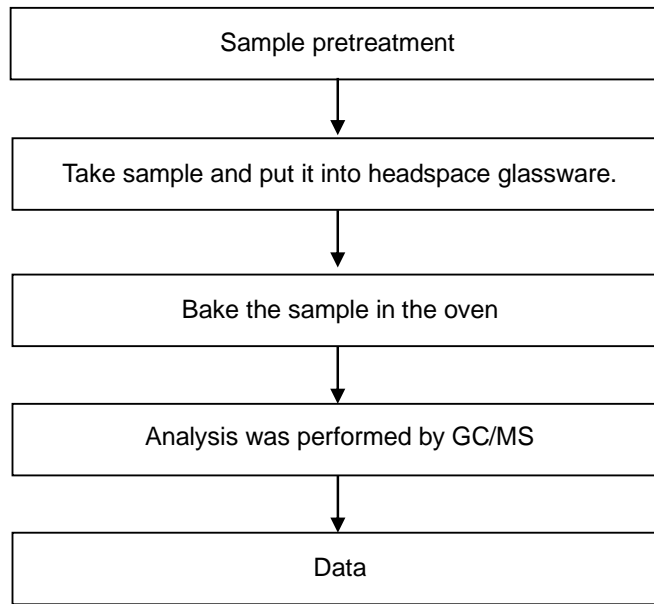 Sample pretreatment
Take sample and put it into headspace glassware.
Bake the sample in the oven
Analysis was performed by GC/MS
Data